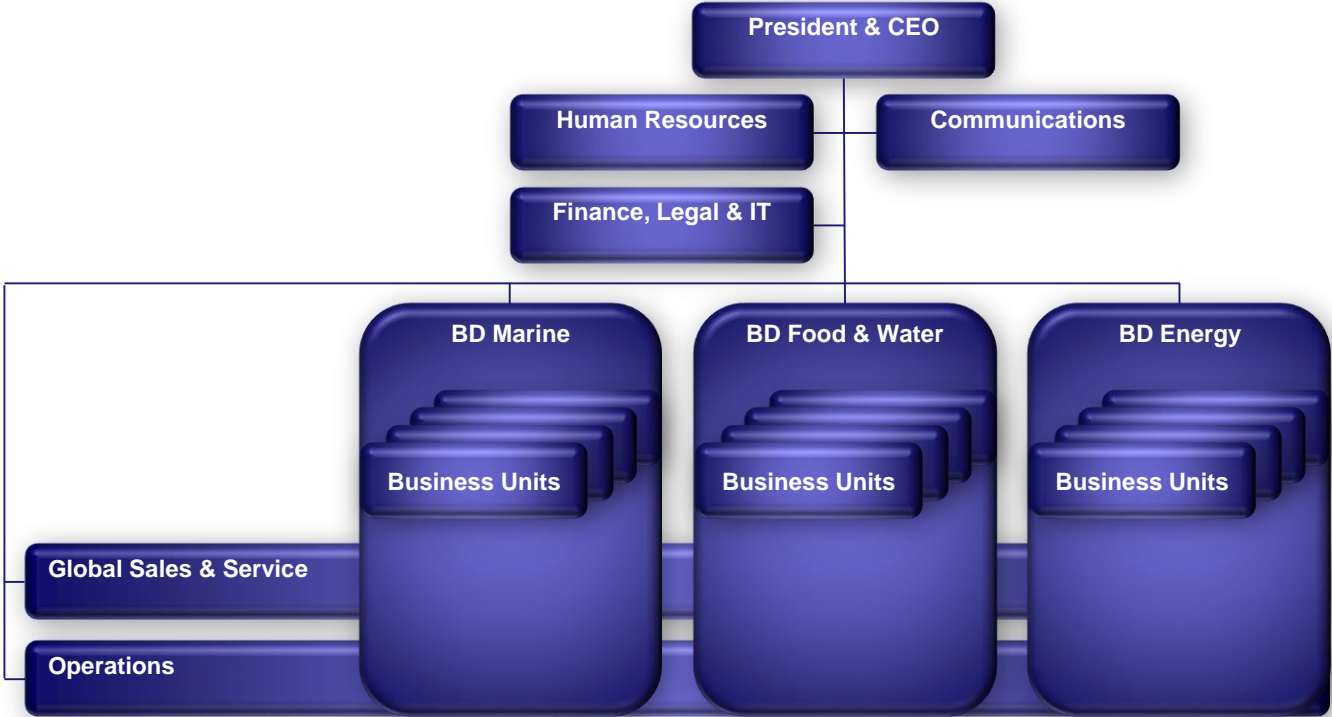 President & CEO
Human Resources
Communications
Finance, Legal & IT
BD Marine
BD Food & Water
BD Energy
Business Units
Business Units
Business Units
Global Sales & Service
Operations